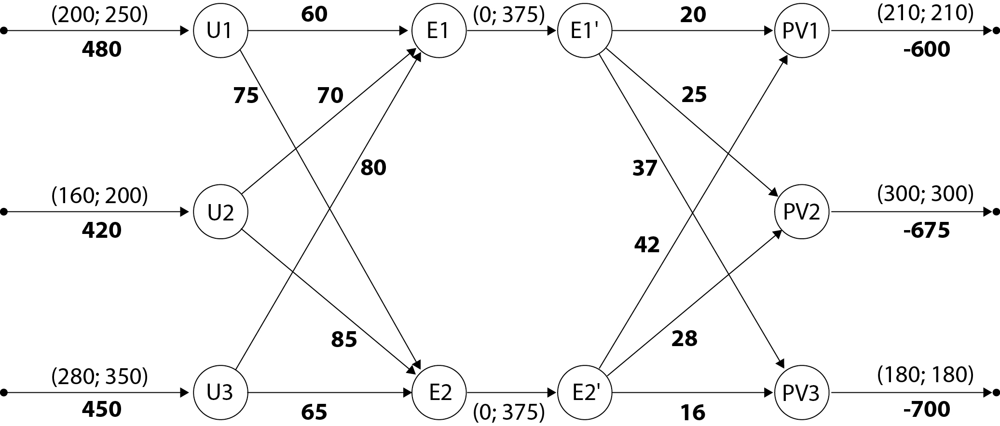 (200; 250)
480
U1
60
E1
(0; 375)
E1'
20
PV1
(210; 210)
-600
75
70
25
80
37
(160; 200)
420
U2
PV2
(300; 300)
-675
42
85
28
(280; 350)
450
U3
65
E2
(0; 375)
E2'
16
PV3
(180; 180)
-700